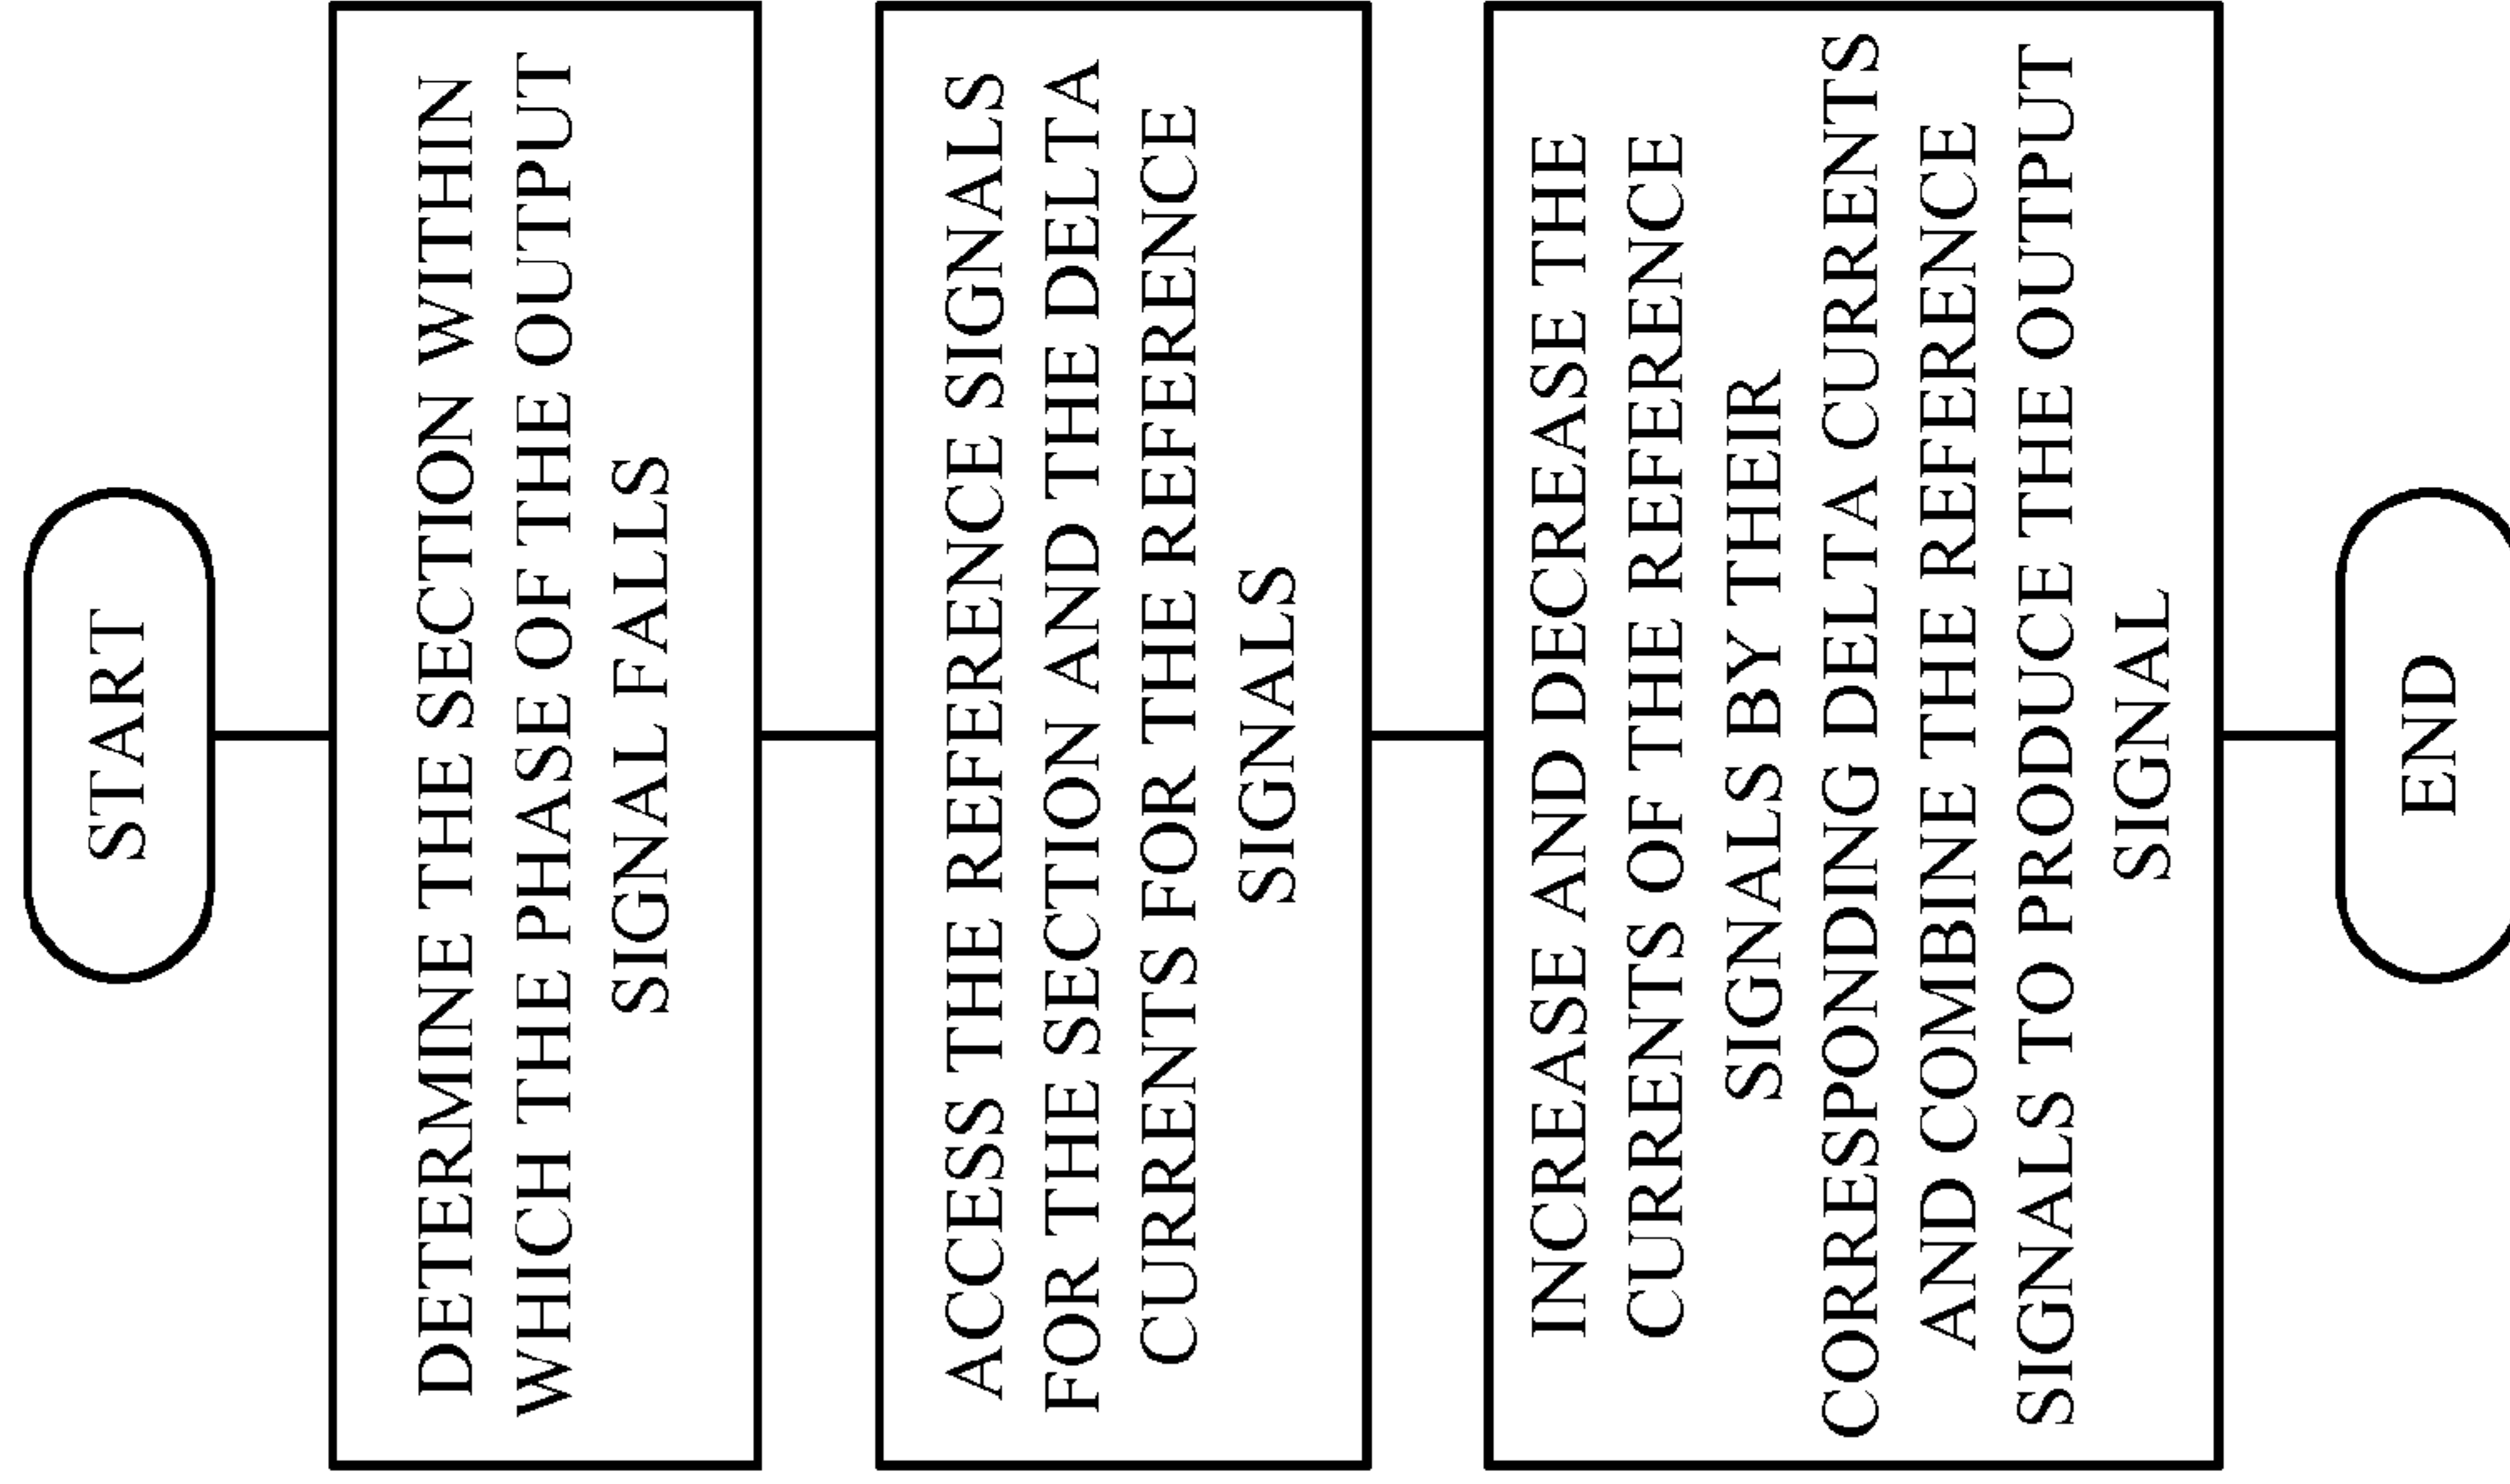 START
DETERMINE THE SECTION WITHIN
WHICH THE PHASE OF THE OUTPUT
SIGNAL FALLS
ACCESS THE REFERENCE SIGNALS
FOR THE SECTION AND THE DELTA
CURRENTS FOR THE REFERENCE
SIGNALS
INCREASE AND DECREASE THE
CURRENTS OF THE REFERENCE
SIGNALS BY THEIR
CORRESPONDING DELTA CURRENTS
AND COMBINE THE REFERENCE
SIGNALS TO PRODUCE THE OUTPUT
SIGNAL
END